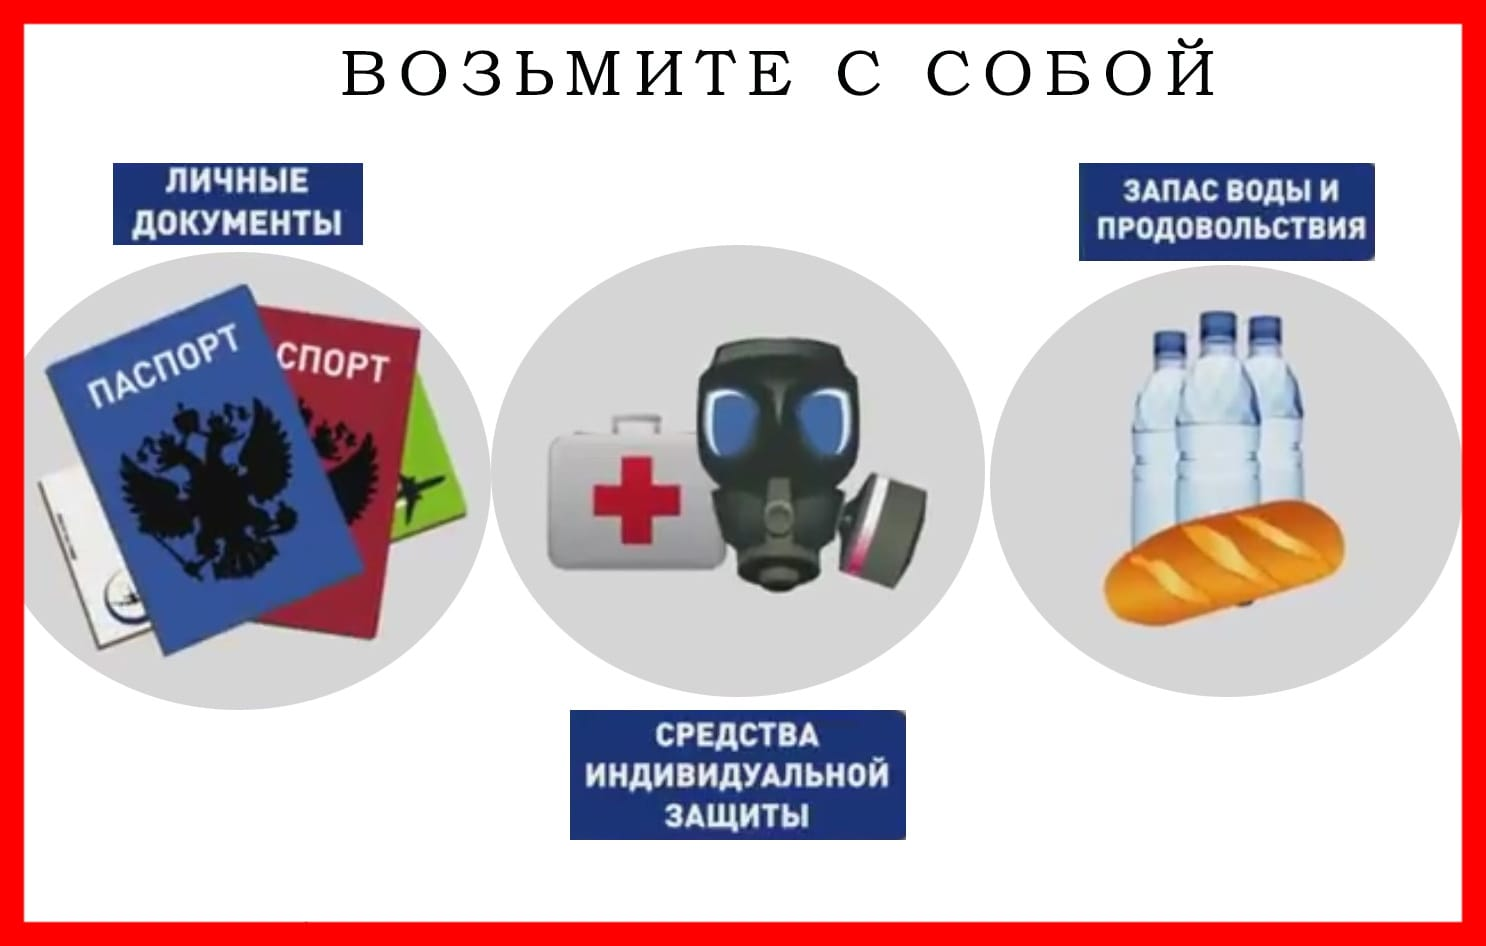 ВОЗЬМИТЕ С СОБОЙ
ЛИЧНЫЕ
ДОКУМЕНТЫ
ЗАПАС ВОДЫ И
ПРОДОВОЛЬСТВИЯ
ПАСПОРТ
СПОРТ
СРЕДСТВА
ИНДИВИДУАЛЬНОЙ
ЗАЩИТЫ